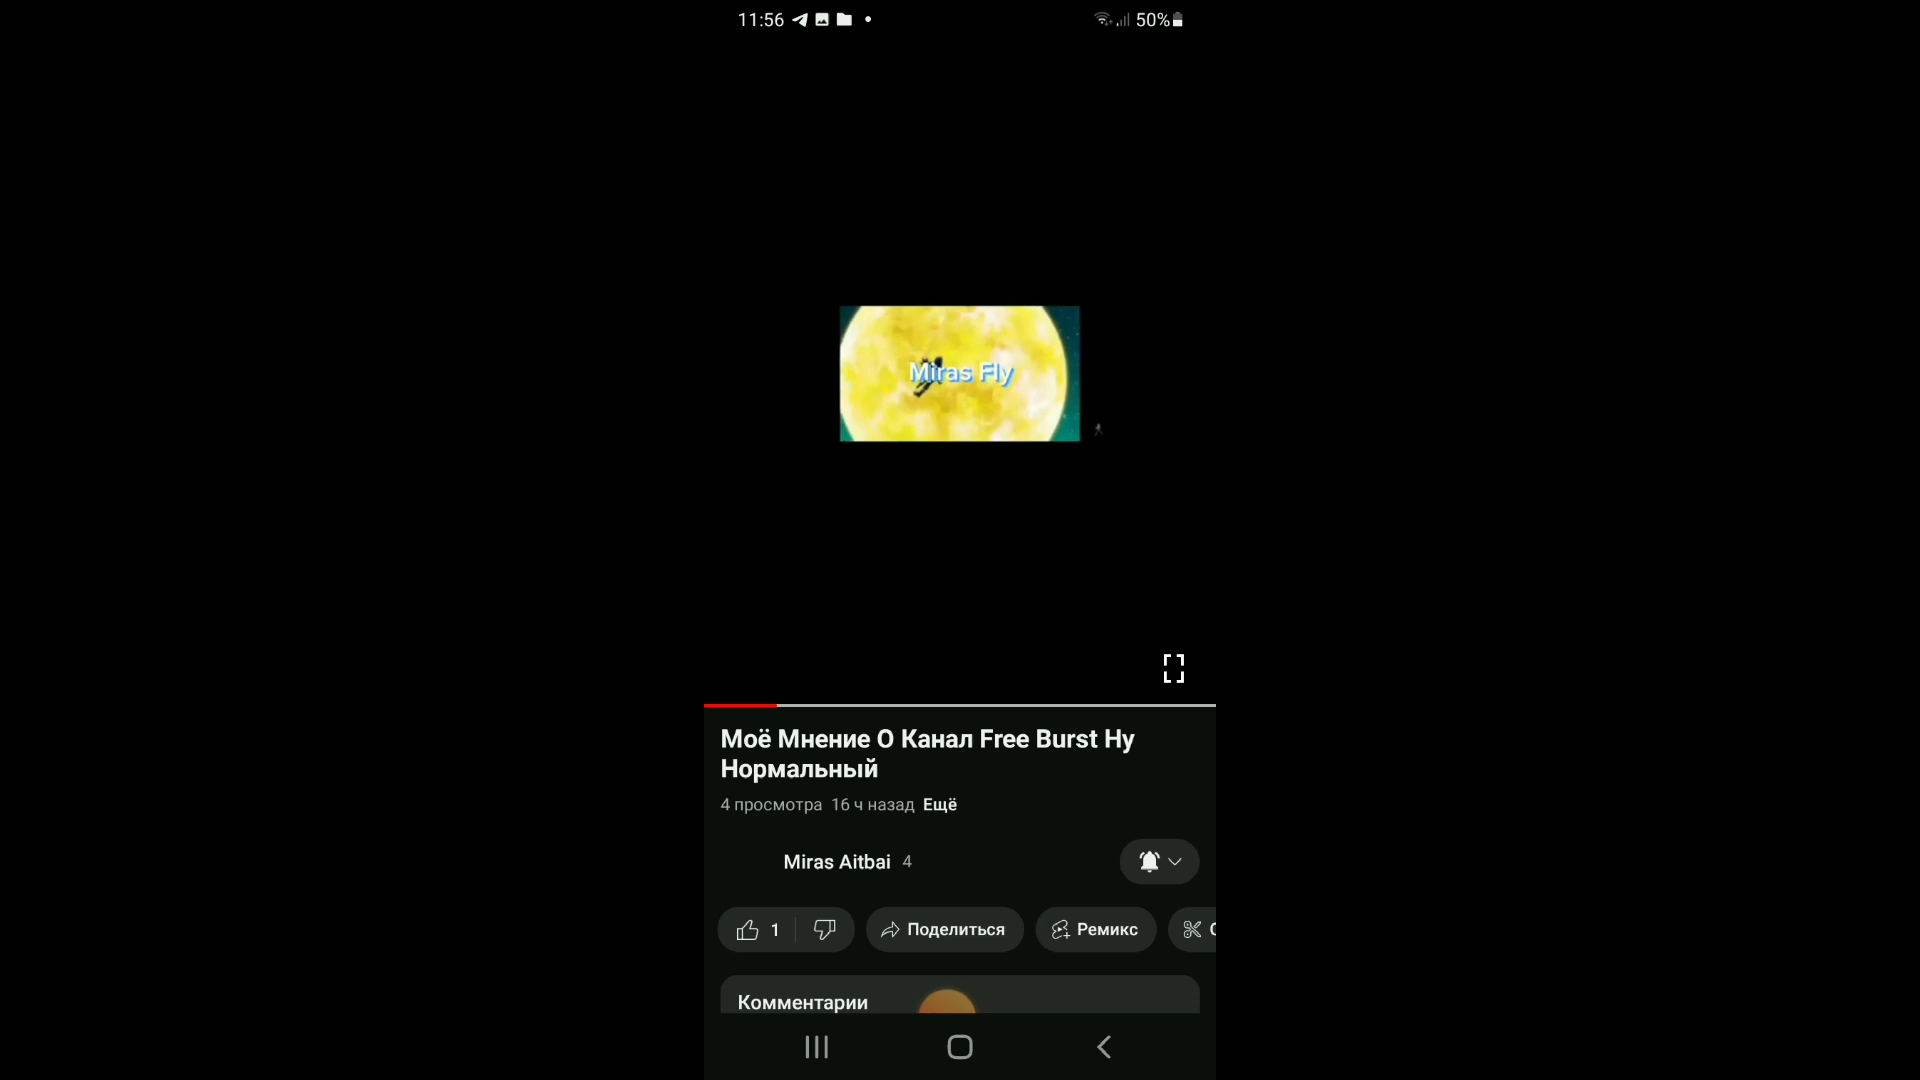 11:56
50%
Miras Fly
Моё Мнение О Канал Free Burst Ну
Нормальный
4 просмотра 16 ч назад Ещё
Miras Aitbai 4
1 Поделиться Ремикс
Комментарии